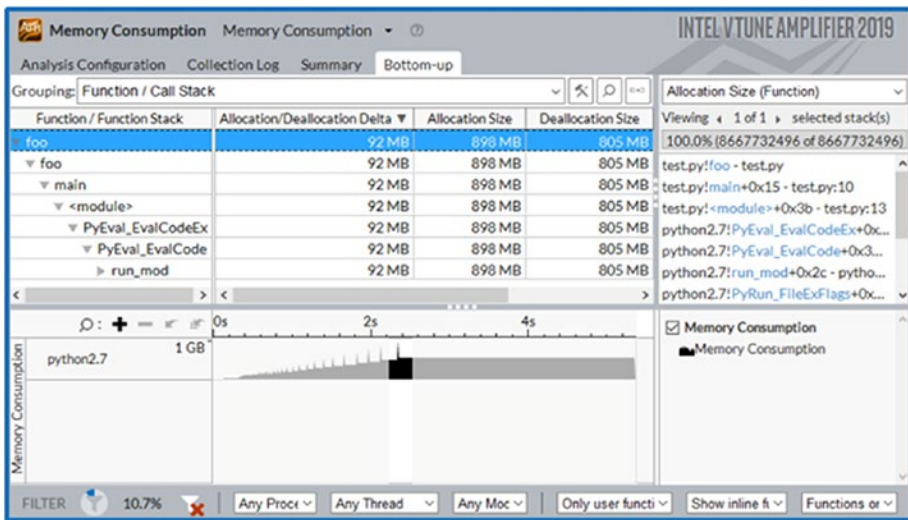 Memory Consumption Memory Consumption
INTEL VTUNE AMPLIFIER 2019
Analysis Configuration Collection Log Summary Bottom-up
Grouping: Function / Call Stack
Allocation Size (Function)
Function / Function Stack Allocation/Deallocation Delta ▼ Allocation Size Deallocation Size
Viewing 1 of 1 selected stack(s)
foo 92 MB 898 MB 805 MB
100.0% (8667732496 of 8667732496)
foo 92 MB 898 MB 805 MB
test.py!foo - test.py
main 92 MB 898 MB 805 MB
test.py!main+0x15 - test.py:10
<module> 92 MB 898 MB 805 MB
test.py!<module>+0x3b - test.py:13
PyEval_EvalCodeEx 92 MB 898 MB 805 MB
python2.7!PyEval_EvalCodeEx+0x...
PyEval_EvalCode 92 MB 898 MB 805 MB
python2.7!PyEval_EvalCode+0x3...
run_mod 92 MB 898 MB 805 MB
python2.7!run_mod+0x2c - pytho...
python2.7!PyRun_FileExFlags+0x...
0s 2s 4s
Memory Consumption
python2.7 1 GB
Memory Consumption
Memory Consumption
FILTER 10.7% Any Proce Any Thread Any Moc Only user functi Show inline fu Functions or